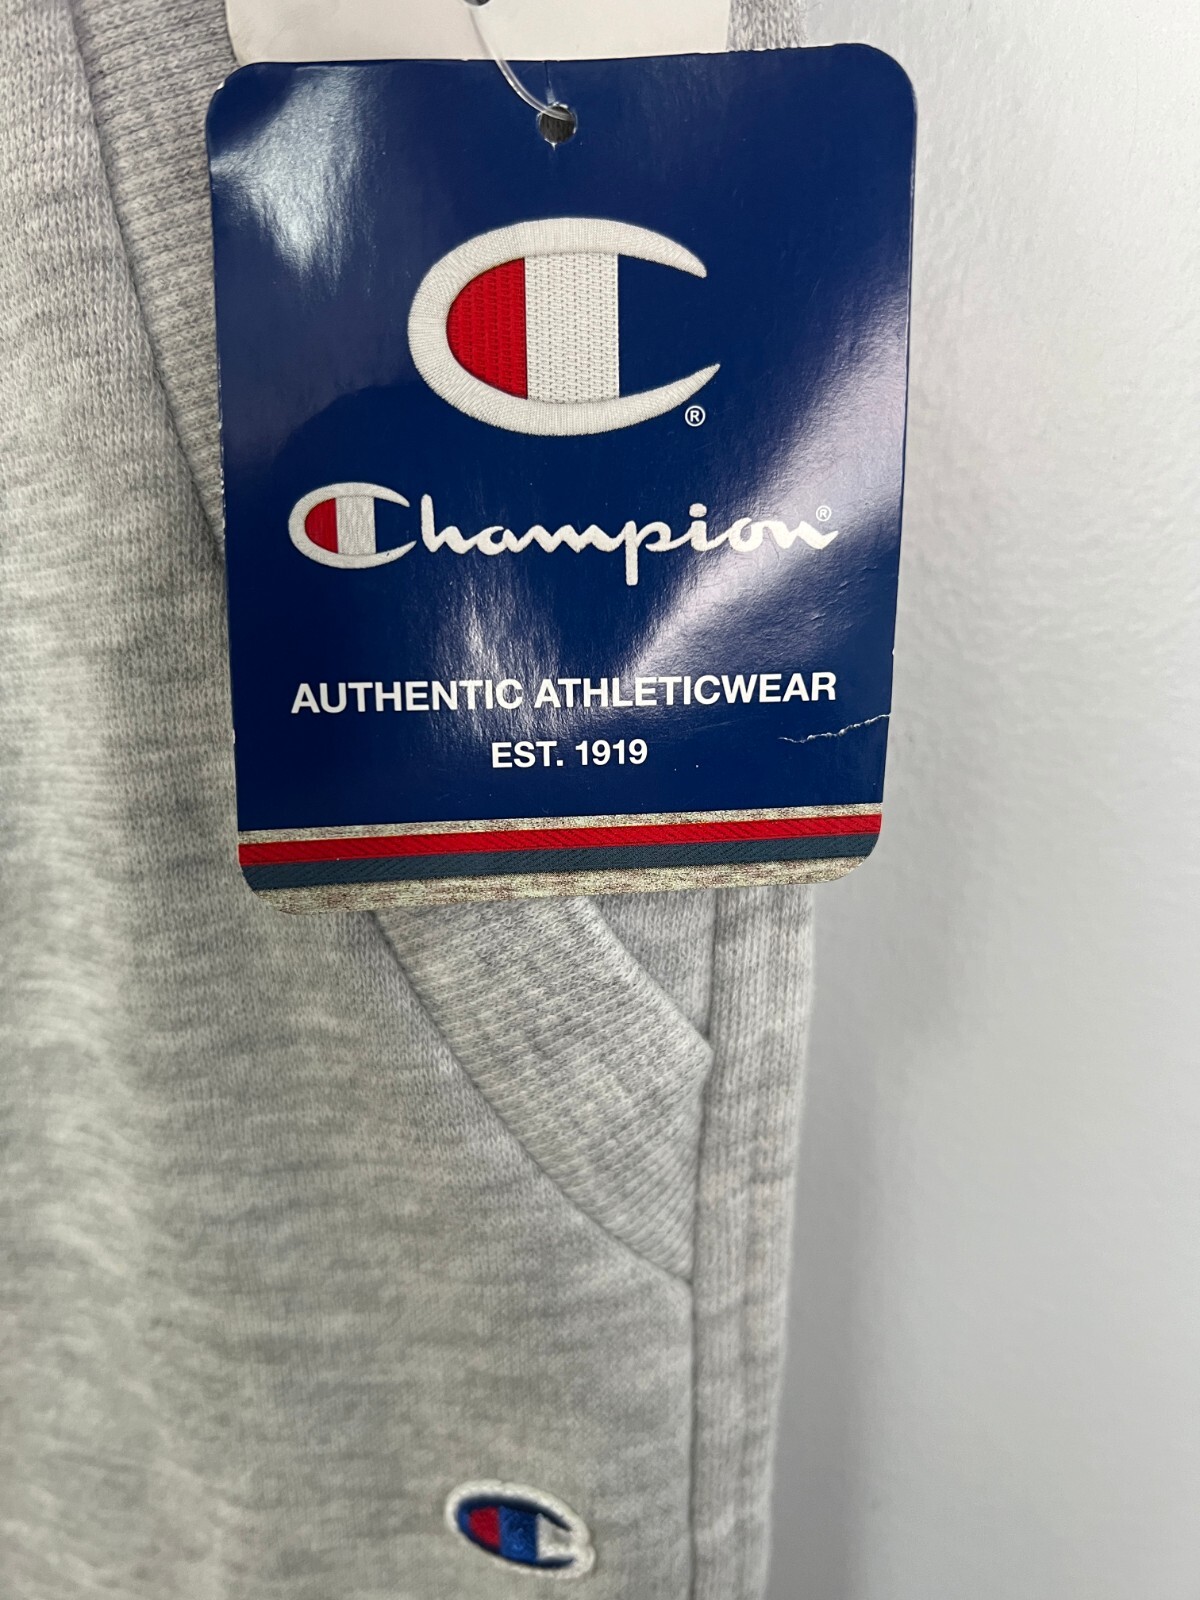 ®
Champion®
AUTHENTIC ATHLETICWEAR
EST. 1919